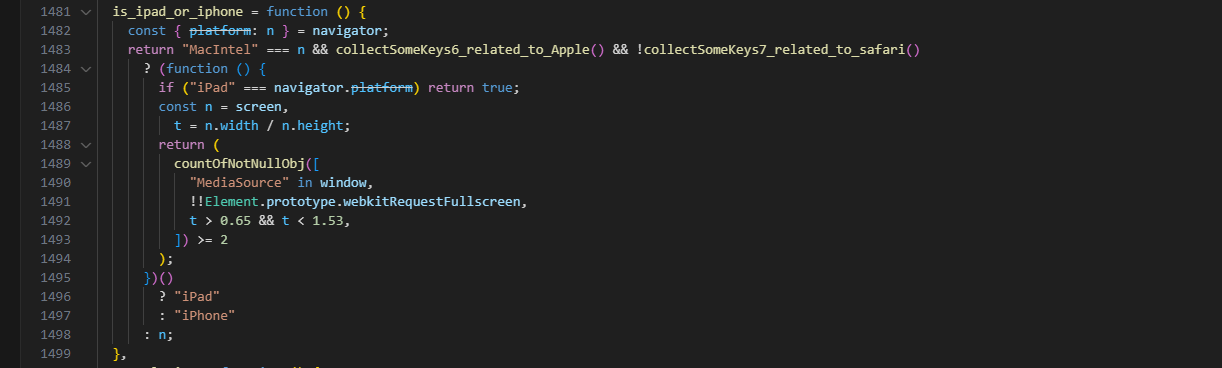 1481 is_ipad_or_iphone = function () {
1482 const { platform: n } = navigator;
1483 return "MacIntel" === n && collectSomeKeys6_related_to_Apple() && !collectSomeKeys7_related_to_safari()
1484 ? (function () {
1485 if ("iPad" === navigator.platform) return true;
1486 const n = screen,
1487 t = n.width / n.height;
1488 return (
1489 countOfNotNullObj([
1490 "MediaSource" in window,
1491 !!Element.prototype.webkitRequestFullscreen,
1492 t > 0.65 && t < 1.53,
1493 ]) >= 2
1494 );
1495 })()
1496 ? "iPad"
1497 : "iPhone"
1498 : n;
1499 },